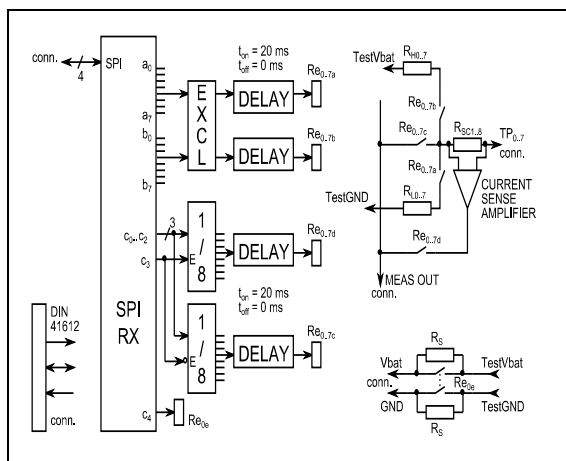 conn.
4
SPI
a0
a7
b0
b7
c0..c2
3
c3
c4
SPI
RX
DIN
41612
conn.
EXCL
ton = 20 ms
toff = 0 ms
DELAY
Re0-7a
DELAY
Re0-7b
1/8
E
DELAY
Re0-7d
ton = 20 ms
toff = 0 ms
1/8
E
DELAY
Re0-7c
Re0e
TestVbat
RH0..7
Re0..7b
Re0..7c
RSC1..8
TP0..7
conn.
Re0..7a
TestGND
RL0..7
CURRENT
SENSE
AMPLIFIER
Re0..7d
MEAS OUT
conn.
RS
Vbat
TestVbat
conn.
Re0e
GND
TestGND
RS